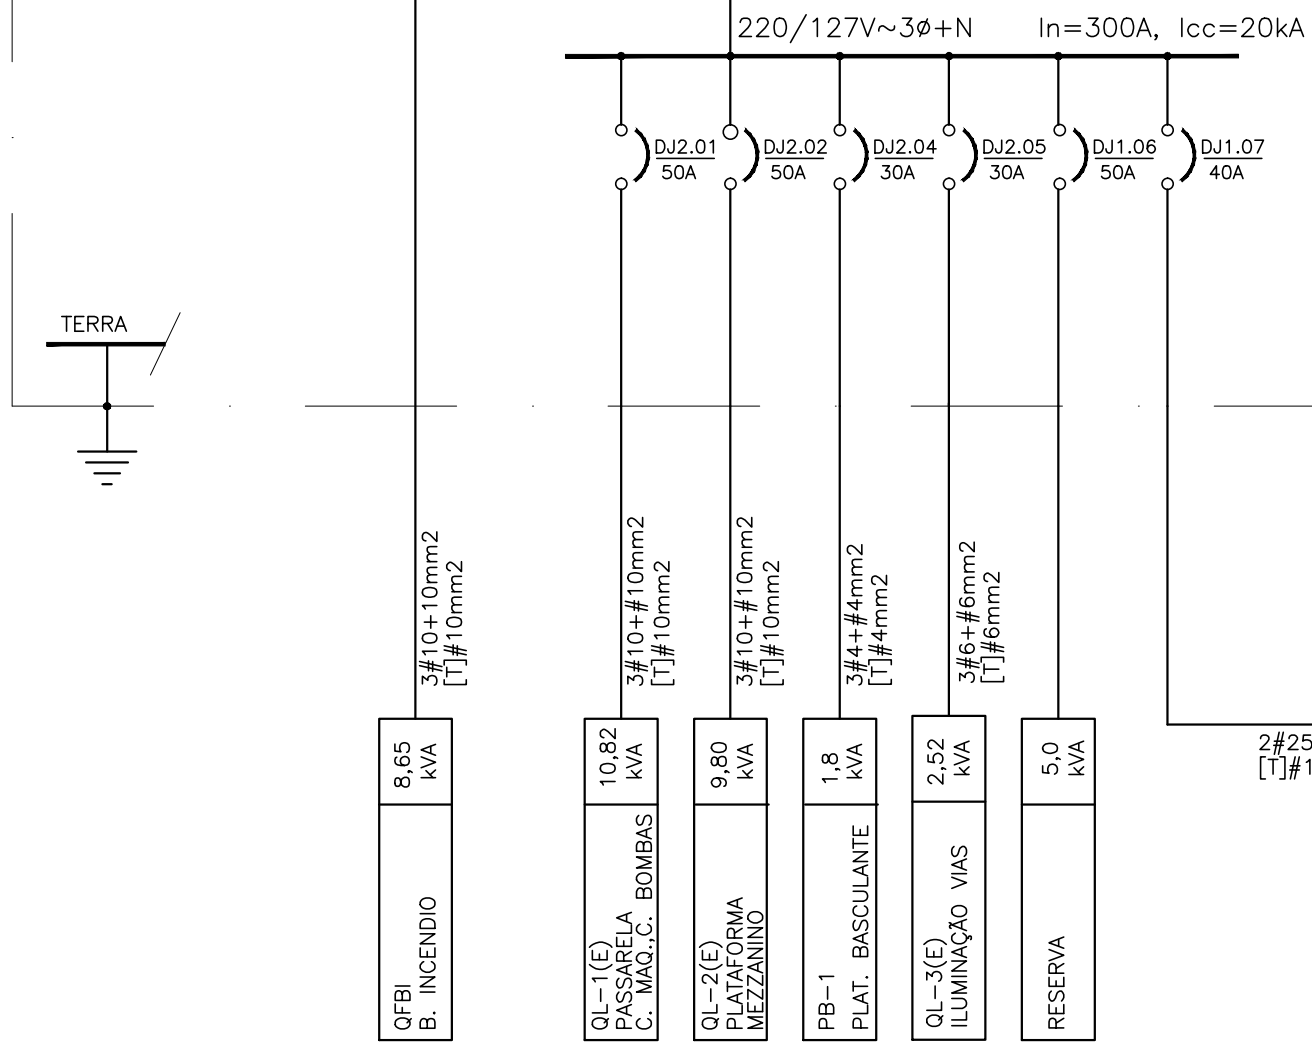 220/127V~3ø+N
In=300A, Icc=20kA
DJ2.01
50A
DJ2.02
50A
DJ2.04
30A
DJ2.05
30A
DJ1.06
50A
DJ1.07
40A
TERRA
3#10+10mm2
[T]#10mm2
3#10+#10mm2
[T]#10mm2
3#10+#10mm2
[T]#10mm2
3#4+#4mm2
[T]#4mm2
3#6+#6mm2
[T]#6mm2
2#25
[T]#1
8,65
kVA
10,82
kVA
9,80
kVA
1,8
kVA
2,52
kVA
5,0
kVA
QFBI
B. INCENDIO
QL-1(E)
PASSARELA
C. MAQ.,C. BOMBAS
QL-2(E)
PLATAFORMA
MEZZANINO
PB-1
PLAT. BASCULANTE
QL-3(E)
ILUMINAÇÃO VIAS
RESERVA